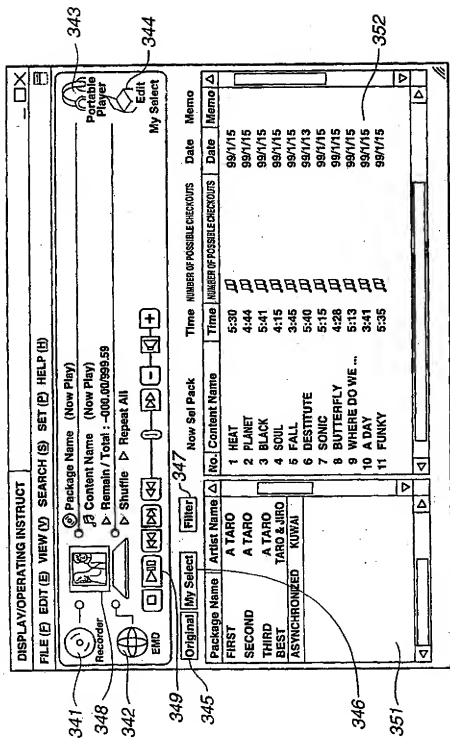 DISPLAY/OPERATING INSTRUCT
FILE (F) EDIT (E) VIEW (V) SEARCH (S) SET (P) HELP (H)
341
348
342
349
Recorder
EMD
Package Name (Now Play)
Content Name (Now Play)
Remain / Total : -000.00/999.59
Shuffle Repeat All
Portable
Player
Edit
My Select
343
344
345
Original My Select Filter
347
346
Now Sel Pack Time NUMBER OF POSSIBLE CHECKOUTS Date Memo
Package Name Artist Name
FIRST A TARO
SECOND A TARO
THIRD A TARO
BEST TARO & JIRO
ASYNCHRONIZED KUWAI
351
No. Content Name Time NUMBER OF POSSIBLE CHECKOUTS Date Memo
1 HEAT 5:30 99/1/15
2 PLANET 4:44 99/1/15
3 BLACK 5:41 99/1/15
4 SOUL 4:15 99/1/15
5 FALL 3:45 99/1/15
6 DESTITUTE 5:40 99/1/13
7 SONIC 5:15 99/1/15
8 BUTTERFLY 4:28 99/1/15
9 WHERE DO WE ... 5:13 99/1/15
10 A DAY 3:41 99/1/15
11 FUNKY 5:35 99/1/15
352